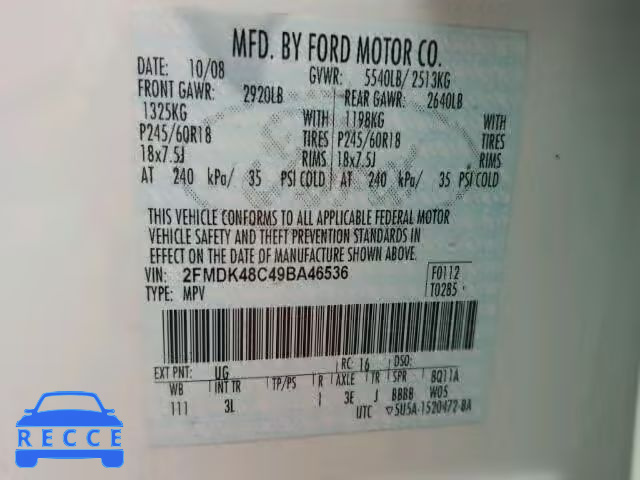 MFD. BY FORD MOTOR CO.
DATE: 10/08 GVWR: 5540LB/ 2513KG
FRONT GAWR: 2920LB REAR GAWR: 2640LB
1325KG WITH 1198KG WITH
P245/60R18 TIRES P245/60R18 TIRES
18x7.5J RIMS 18x7.5J RIMS
AT 240 kPa/ 35 PSI COLD AT 240 kPa/ 35 PSI COLD
THIS VEHICLE CONFORMS TO ALL APPLICABLE FEDERAL MOTOR
VEHICLE SAFETY AND THEFT PREVENTION STANDARDS IN
EFFECT ON THE DATE OF MANUFACTURE SHOWN ABOVE.
VIN: 2FMDK48C49BA46536 F0112
TYPE: MPV T0285
EXT PNT: UG RC: 16 DSO:
WB INT TR TP/PS R AXLE TR SPR BQ11A
111 3L I 3E J BBBB W05
UTC ▽5U5A-1520472-BA
RECCE